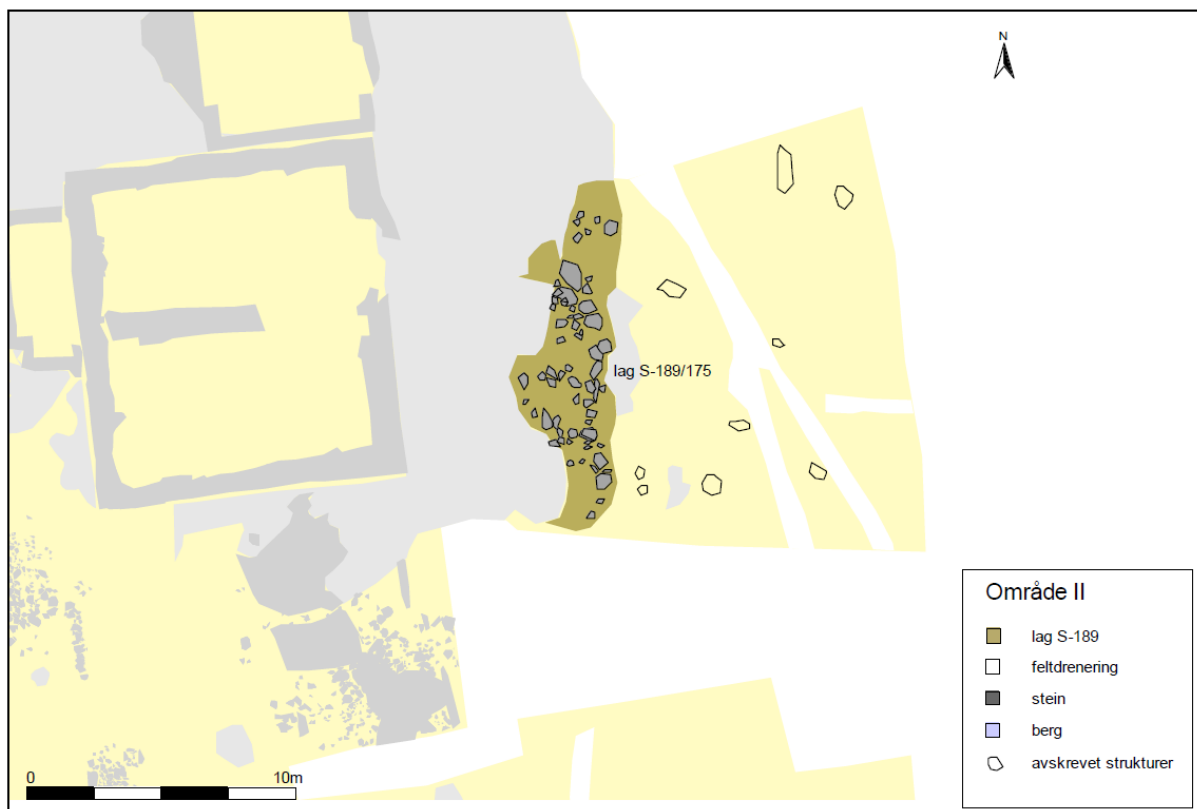 N
lag S-189/175
Område II
lag S-189
feltdrenering
stein
berg
avskrevet strukturer
0
10m